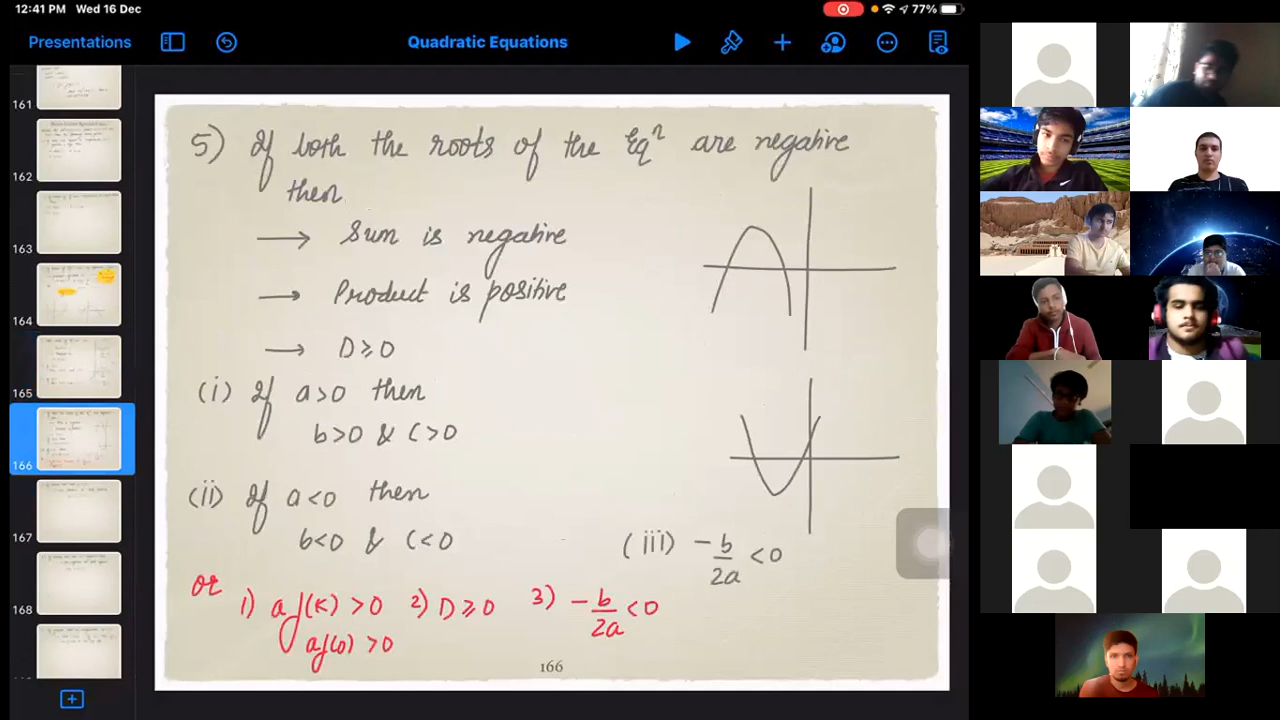 12:41 PM Wed 16 Dec
77%
Presentations
Quadratic Equations
161
162
163
164
165
166
167
168
5) If both the roots of the Eqⁿ are negative
then
→ Sum is negative
→ Product is positive
→ D ≥ 0
(i) If a>0 then
b>0 & c>0
(ii) If a<0 then
b<0 & c<0
(iii) -b/2a <0
or 1) a f(k) > 0 2) D ≥ 0 3) -b/2a < 0
a f(0) > 0
166